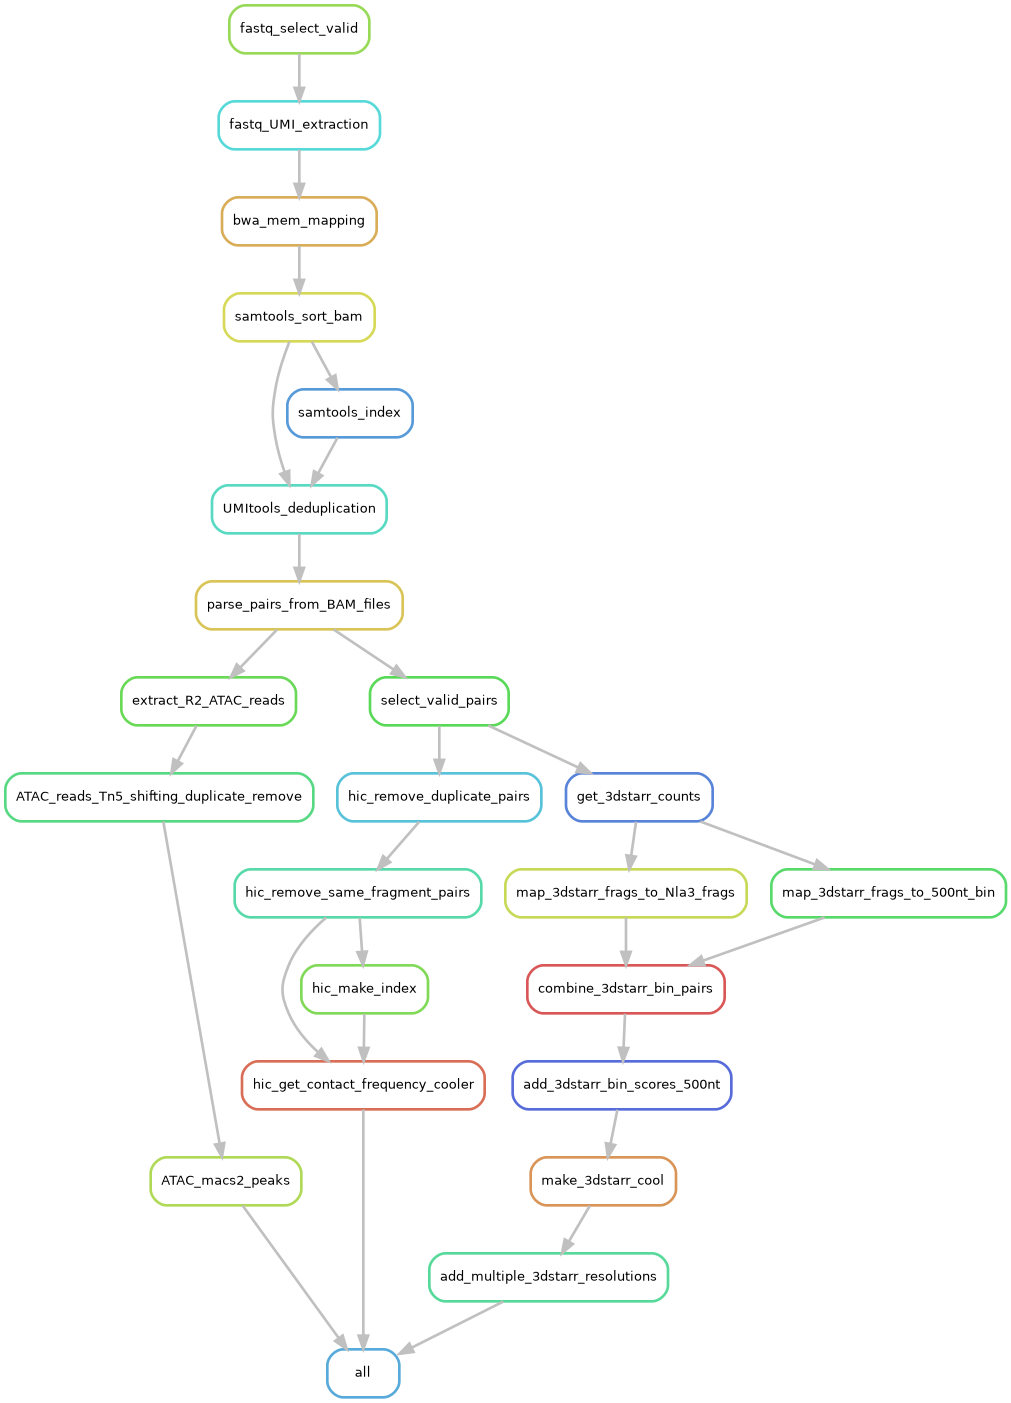 fastq_select_valid
fastq_UMI_extraction
bwa_mem_mapping
samtools_sort_bam
samtools_index
UMItools_deduplication
parse_pairs_from_BAM_files
extract_R2_ATAC_reads
select_valid_pairs
ATAC_reads_Tn5_shifting_duplicate_remove
hic_remove_duplicate_pairs
get_3dstarr_counts
hic_remove_same_fragment_pairs
map_3dstarr_frags_to_Nla3_frags
map_3dstarr_frags_to_500nt_bin
hic_make_index
combine_3dstarr_bin_pairs
hic_get_contact_frequency_cooler
add_3dstarr_bin_scores_500nt
ATAC_macs2_peaks
make_3dstarr_cool
add_multiple_3dstarr_resolutions
all